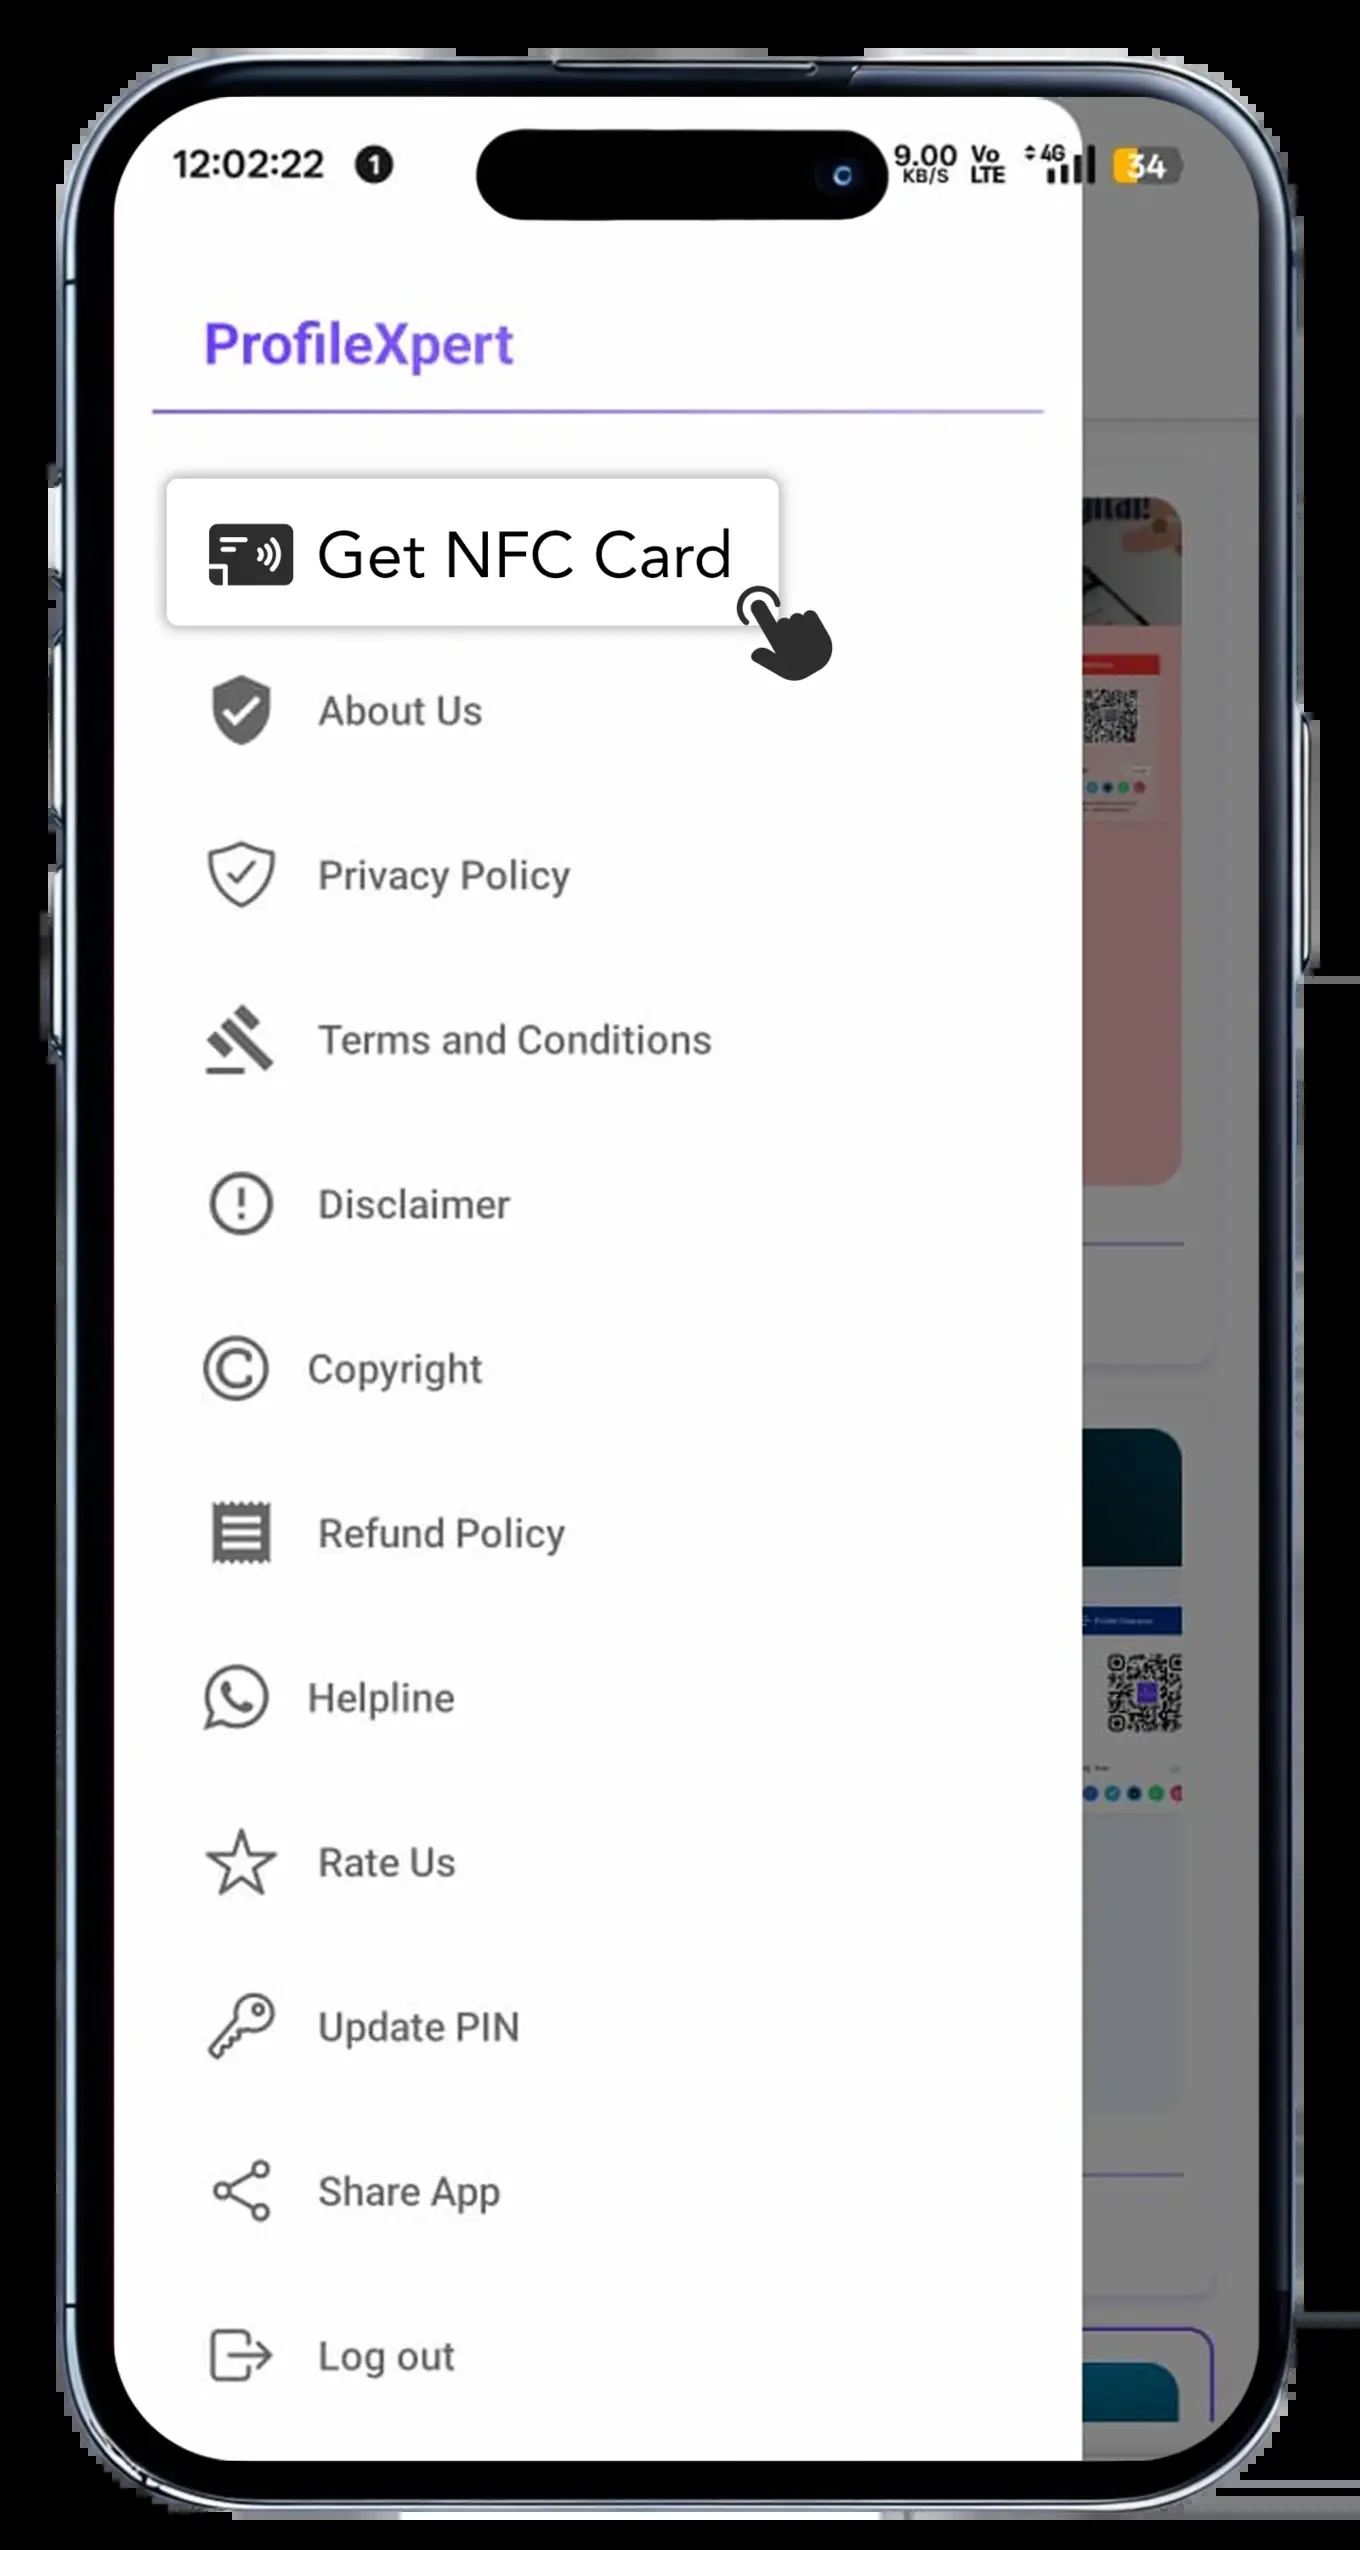 12:02:22 1 9.00 KB/S Vo LTE 4G 34
ProfileXpert
Get NFC Card
About Us
Privacy Policy
Terms and Conditions
Disclaimer
Copyright
Refund Policy
Helpline
Rate Us
Update PIN
Share App
Log out